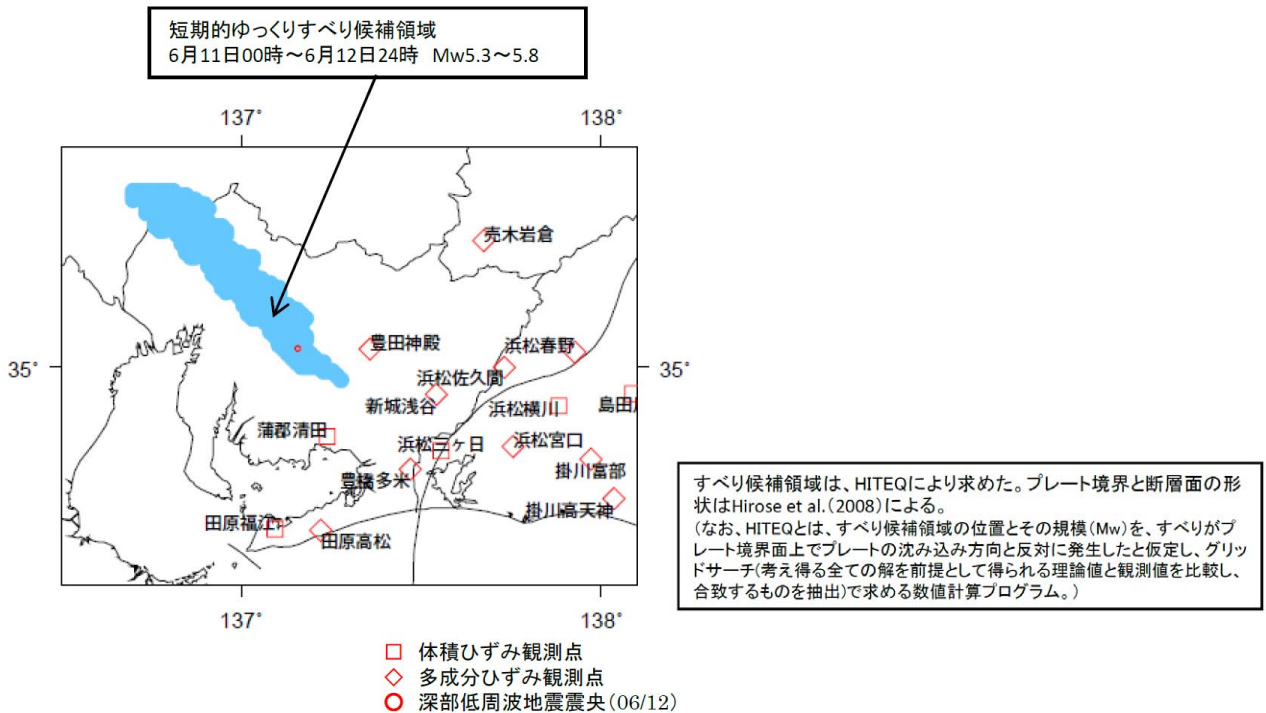 短期的ゆっくりすべり候補領域
6月11日00時～6月12日24時 Mw5.3～5.8
137°
138°
売木岩倉
豊田神殿
浜松春野
35°
35°
浜松佐久間
新城浅谷
浜松横川
島田川
蒲郡清田
浜松三ヶ日
浜松宮口
掛川富部
豊橋多米
掛川高天神
田原福江
田原高松
137°
138°
体積ひずみ観測点
多成分ひずみ観測点
深部低周波地震震央（06/12）
すべり候補領域は、HITEQにより求めた。プレート境界と断層面の形
状はHirose et al.（2008）による。
（なお、HITEQとは、すべり候補領域の位置とその規模（Mw）を、すべりがプ
レート境界面上でプレートの沈み込み方向と反対に発生したと仮定し、グリッ
ドサーチ（考え得る全ての解を前提として得られる理論値と観測値を比較し、
合致するものを抽出）で求める数値計算プログラム。）